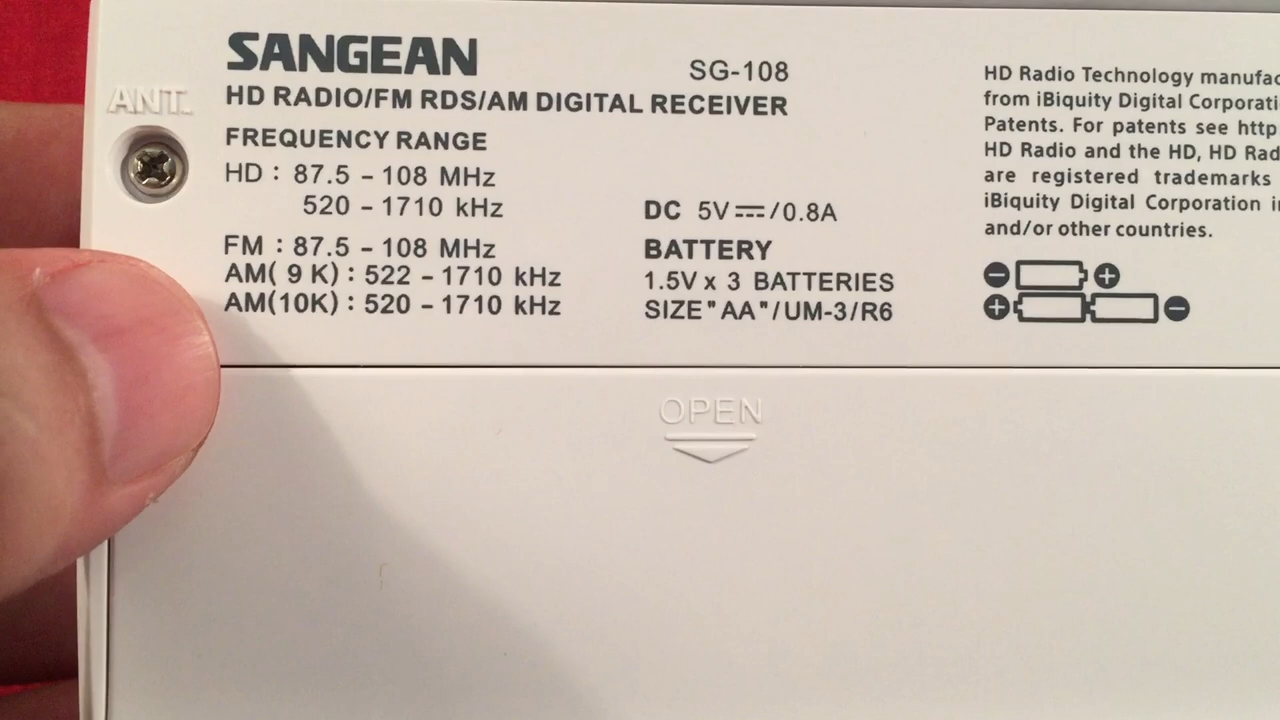 SANGEAN
SG-108
HD RADIO/FM RDS/AM DIGITAL RECEIVER
ANT.
FREQUENCY RANGE
HD : 87.5 - 108 MHz
520 - 1710 kHz
FM : 87.5 - 108 MHz
AM( 9 K) : 522 - 1710 kHz
AM(10K) : 520 - 1710 kHz
DC 5V⎓/0.8A
BATTERY
1.5V x 3 BATTERIES
SIZE"AA"/UM-3/R6
HD Radio Technology
from iBiquity Digital
Patents. For patents see http
HD Radio and the HD, HD
are registered trademarks
iBiquity Digital Corporation
and/or other countries.
OPEN